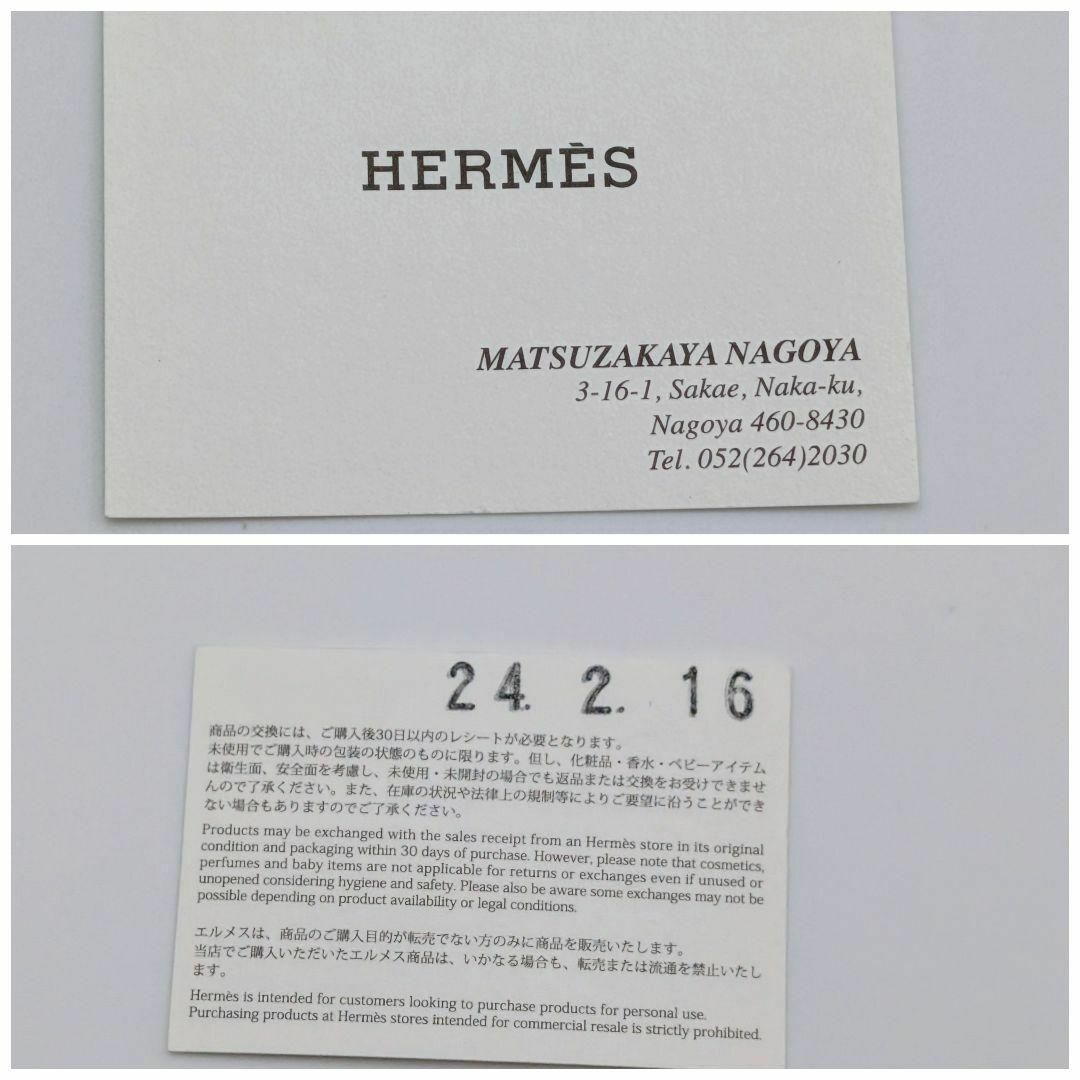 HERMÈS
MATSUZAKAYA NAGOYA
3-16-1, Sakae, Naka-ku,
Nagoya 460-8430
Tel. 052(264)2030
24. 2. 16
商品の交換には、ご購入後30日以内のレシートが必要となります。
未使用でご購入時の包装の状態のものに限ります。但し、化粧品・香水・ベビーアイテム
は衛生面、安全面を考慮し、未使用・未開封の場合でも返品または交換をお受けできませ
んので了承ください。また、在庫の状況や法律上の規制等によりご要望に沿うことができ
ない場合もありますのでご了承ください。
Products may be exchanged with the sales receipt from an Hermès store in its original
condition and packaging within 30 days of purchase. However, please note that cosmetics,
perfumes and baby items are not applicable for returns or exchanges even if unused or
unopened considering hygiene and safety. Please also be aware some exchanges may not be
possible depending on product availability or legal conditions.
エルメスは、商品のご購入目的が転売でない方のみに商品を販売いたします。
当店でご購入いただいたエルメス商品は、いかなる場合も、転売または流通を禁止いたし
ます。
Hermès is intended for customers looking to purchase products for personal use.
Purchasing products at Hermès stores intended for commercial resale is strictly prohibited.